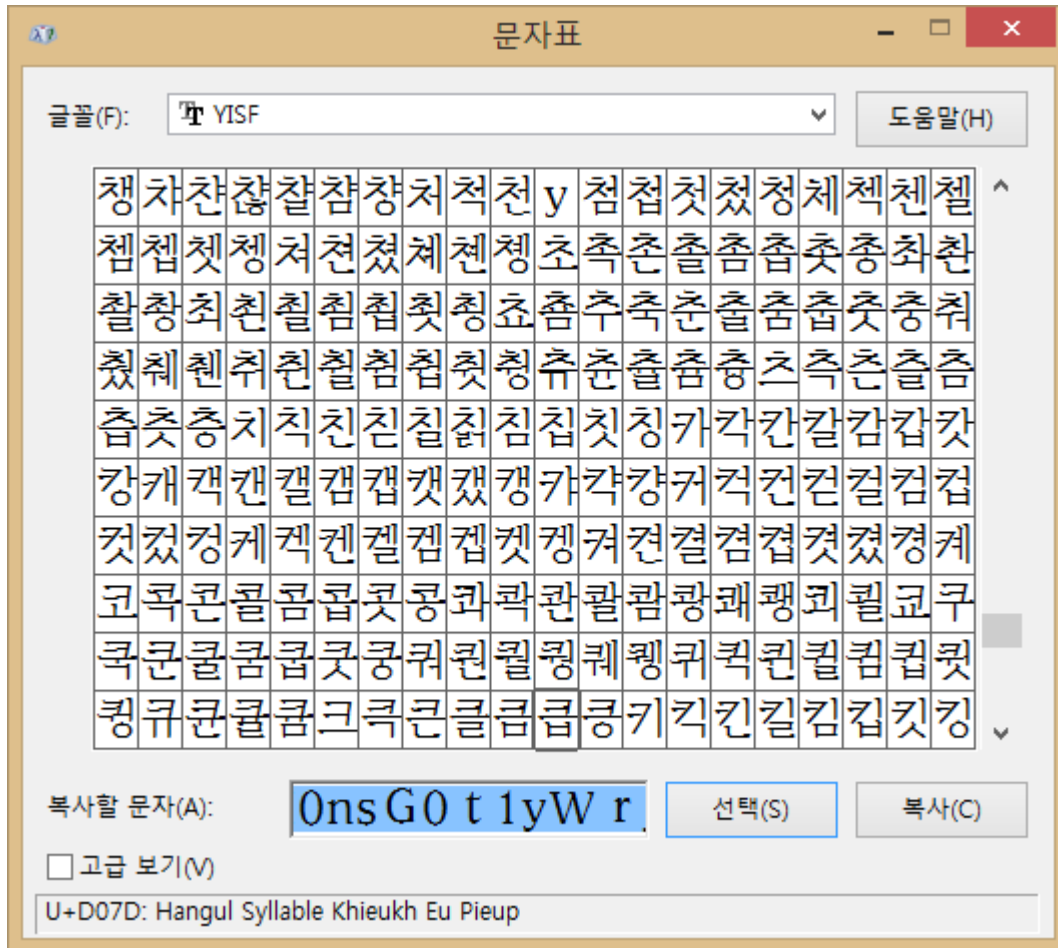 문자표
글꼴(F): YISF 도움말(H)
챙 챠 챤 챦 챨 챰 챵 처 척 천 y 첨 첩 첫 첬 청 체 첵 첸 첼
쳄 쳅 쳇 쳉 쳐 쳔 쳤 쳬 쳰 촁 초 촉 촌 촐 촘 촙 촛 총 촤 촨
촬 촹 최 쵠 쵤 쵬 쵭 쵯 쵱 쵸 춈 추 축 춘 출 춤 춥 춧 충 춰
췄 췌 췐 취 췬 췰 췸 췹 췻 췽 츄 츈 츌 츔 츙 츠 측 츤 츨 츰
츱 츳 층 치 칙 친 칟 칠 칡 침 칩 칫 칭 카 칵 칸 칼 캄 캅 캇
캉 캐 캑 캔 캘 캠 캡 캣 캤 캥 캬 캭 컁 커 컥 컨 컫 컬 컴 컵
컷 컸 컹 케 켁 켄 켈 켐 켑 켓 켕 켜 켠 켤 켬 켭 켯 켰 켱 켸
코 콕 콘 콜 콤 콥 콧 콩 콰 콱 콴 콸 쾀 쾅 쾌 쾡 쾨 쾰 쿄 쿠
쿡 쿤 쿨 쿰 쿱 쿳 쿵 쿼 퀀 퀄 퀑 퀘 퀭 퀴 퀵 퀸 퀼 큄 큅 큇
큉 큐 큔 큘 큠 크 큭 큰 클 큼 큽 킁 키 킥 킨 킬 킴 킵 킷 킹
복사할 문자(A): 0nsG0 t 1yW r 선택(S) 복사(C)
고급 보기(V)
U+D07D: Hangul Syllable Khieukh Eu Pieup